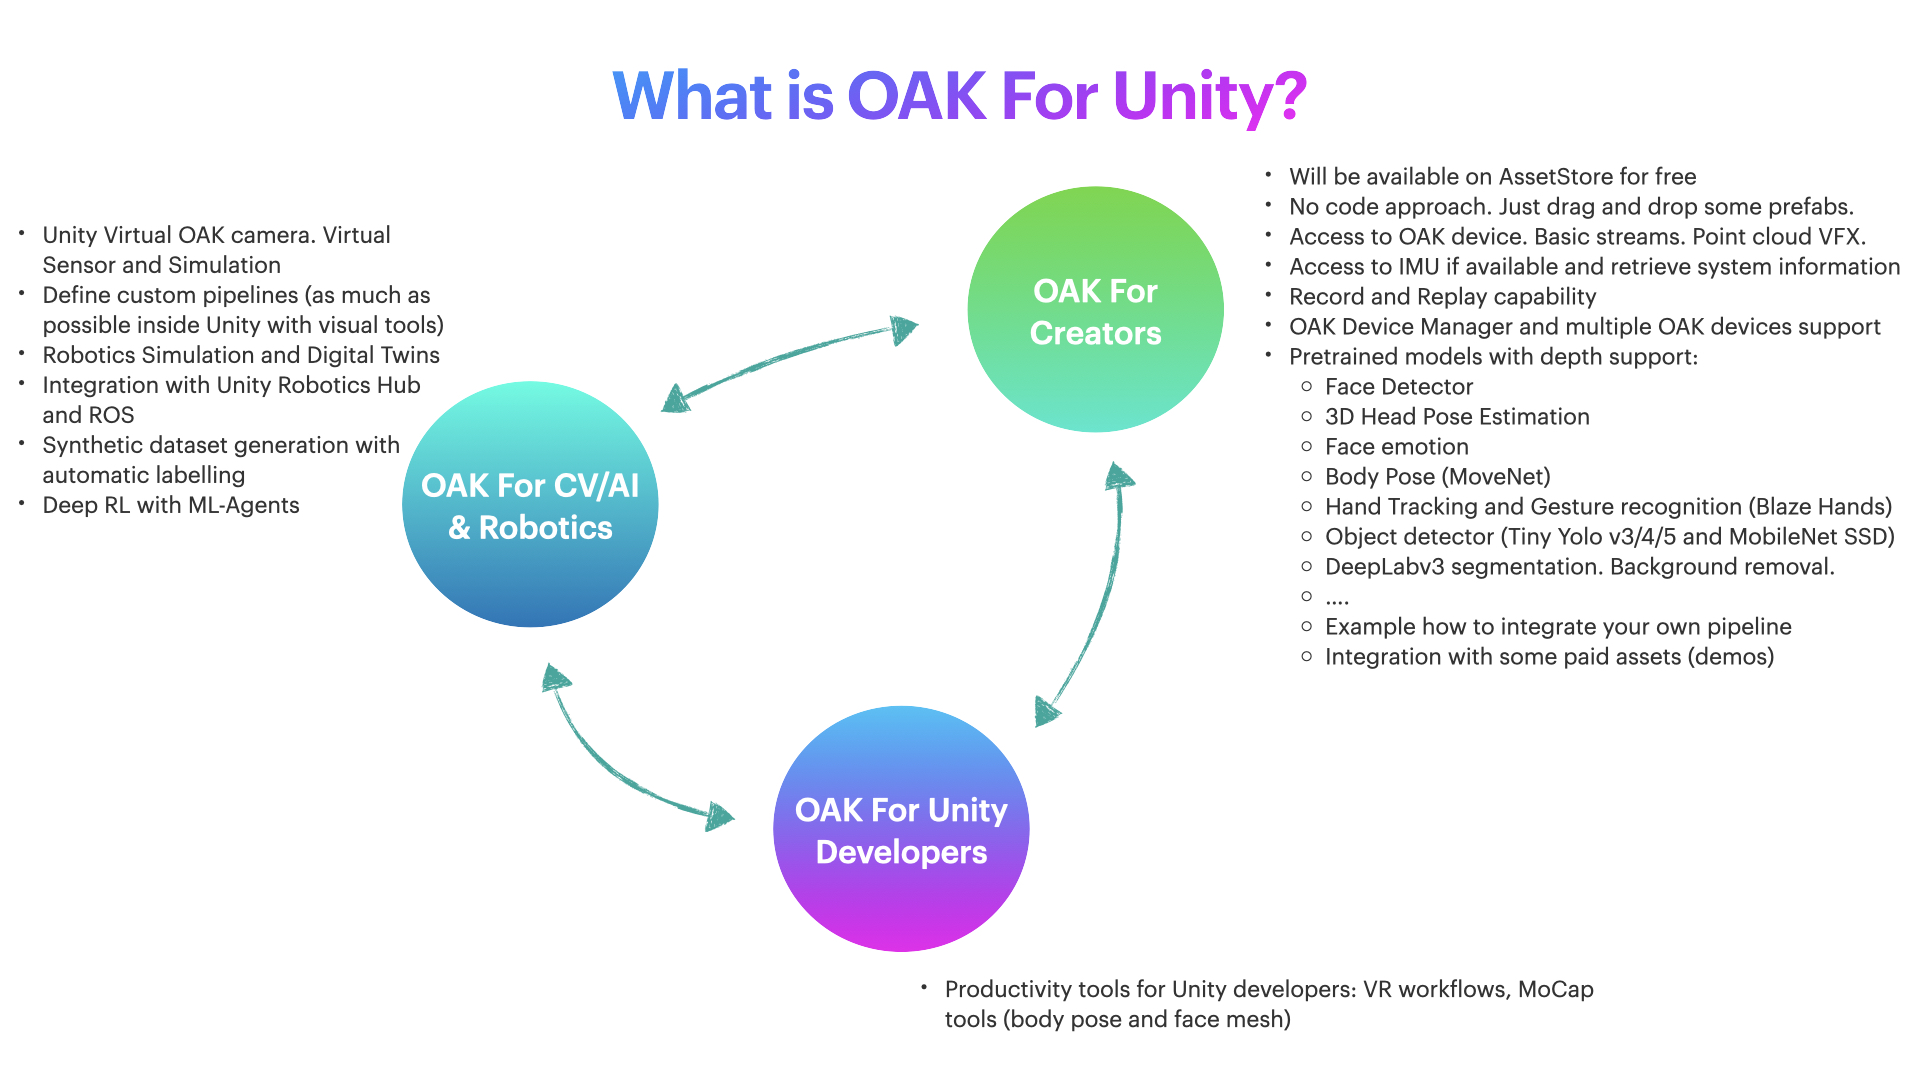 What is OAK For Unity?
• Unity Virtual OAK camera. Virtual
Sensor and Simulation
• Define custom pipelines (as much as
possible inside Unity with visual tools)
• Robotics Simulation and Digital Twins
• Integration with Unity Robotics Hub
and ROS
• Synthetic dataset generation with
automatic labelling
• Deep RL with ML-Agents
OAK For CV/AI
& Robotics
OAK For
Creators
• Will be available on AssetStore for free
• No code approach. Just drag and drop some prefabs.
• Access to OAK device. Basic streams. Point cloud VFX.
• Access to IMU if available and retrieve system information
• Record and Replay capability
• OAK Device Manager and multiple OAK devices support
• Pretrained models with depth support:
○ Face Detector
○ 3D Head Pose Estimation
○ Face emotion
○ Body Pose (MoveNet)
○ Hand Tracking and Gesture recognition (Blaze Hands)
○ Object detector (Tiny Yolo v3/4/5 and MobileNet SSD)
○ DeepLabv3 segmentation. Background removal.
○ ....
○ Example how to integrate your own pipeline
○ Integration with some paid assets (demos)
OAK For Unity
Developers
• Productivity tools for Unity developers: VR workflows, MoCap
tools (body pose and face mesh)